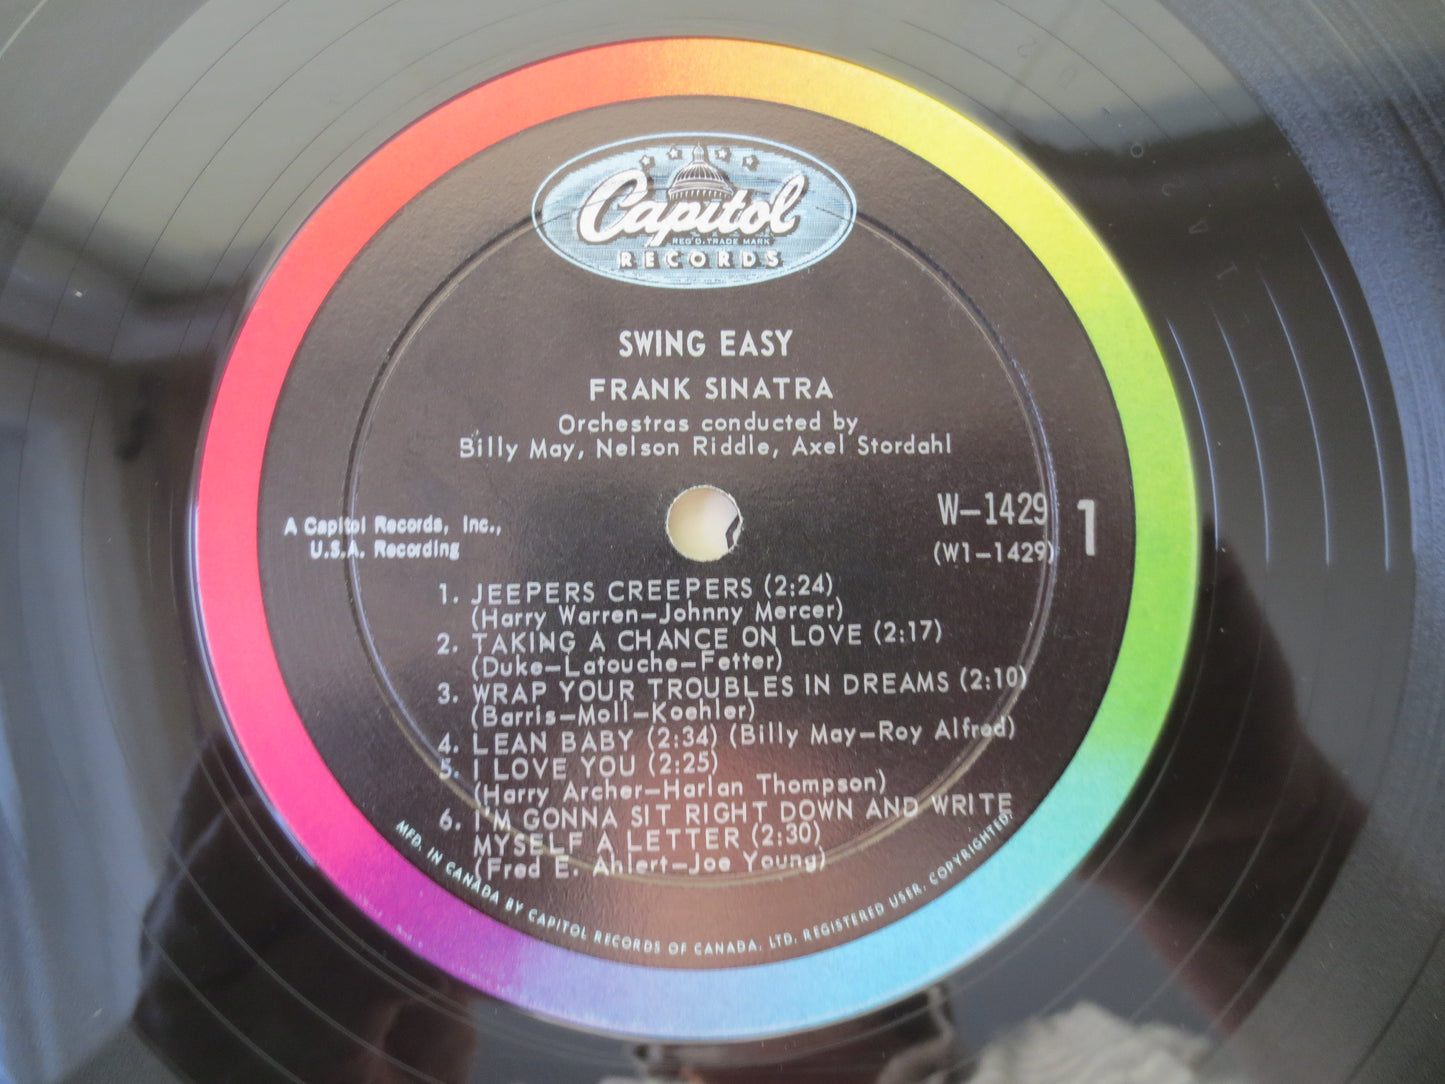 Capitol
REG'D. TRADE MARK
RECORDS
SWING EASY
FRANK SINATRA
Orchestras conducted by
Billy May, Nelson Riddle, Axel Stordahl
A Capitol Records, Inc.,
U.S.A. Recording
W-1429
(W1-1429)
1
1. JEEPERS CREEPERS (2:24)
(Harry Warren-Johnny Mercer)
2. TAKING A CHANCE ON LOVE (2:17)
(Duke-Latouche-Fetter)
3. WRAP YOUR TROUBLES IN DREAMS (2:10)
(Barris-Moll-Koehler)
4. LEAN BABY (2:34) (Billy May-Roy Alfred)
5. I LOVE YOU (2:25)
(Harry Archer-Harlan Thompson)
6. I'M GONNA SIT RIGHT DOWN AND WRITE
MYSELF A LETTER (2:30)
(Fred E. Ahlert-Joe Young)
MFD. IN CANADA BY CAPITOL RECORDS OF CANADA, LTD. REGISTERED USER. COPYRIGHTED.